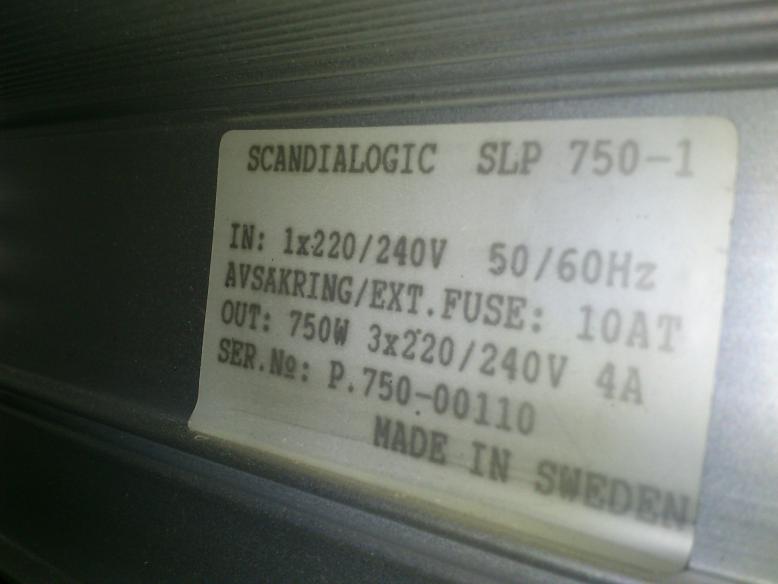 SCANDIALOGIC SLP 750-1
IN: 1x220/240V 50/60Hz
AVSAKRING/EXT.FUSE: 10AT
OUT: 750W 3x220/240V 4A
SER.Nº: P.750-00110
MADE IN SWEDEN